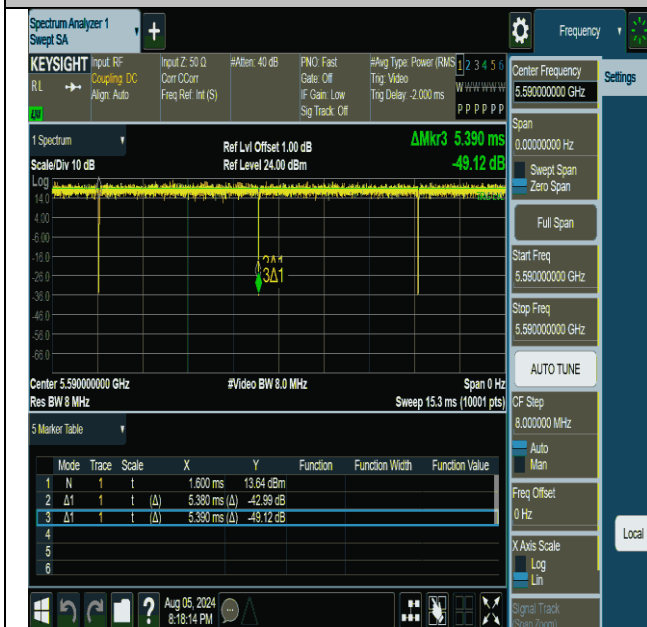 Spectrum Analyzer 1
Swept SA
Frequency
KEYSIGHT
RL
Input: RF
Coupling: DC
Align: Auto
Input Z: 50 Ω
Corr CCorr
Freq Ref: Int (S)
#Atten: 40 dB
PNO: Fast
Gate: Off
IF Gain: Low
Sig Track: Off
#Avg Type: Power (RMS
Trig: Video
Trig Delay: -2.000 ms
1 2 3 4 5 6
W W W W W W
P P P P P P
1 Spectrum
Scale/Div 10 dB
Log
Ref Lvl Offset 1.00 dB
Ref Level 24.00 dBm
ΔMkr3 5.390 ms
-49.12 dB
14.0
4.00
-6.00
-16.0
-26.0
-36.0
-46.0
-56.0
-66.0
2Δ1
3Δ1
Center 5.590000000 GHz
#Video BW 8.0 MHz
Span 0 Hz
Res BW 8 MHz
Sweep 15.3 ms (10001 pts)
5 Marker Table
Mode Trace Scale X Y Function Function Width Function Value
1 N 1 t 1.600 ms 13.64 dBm
2 Δ1 1 t (Δ) 5.380 ms (Δ) -42.99 dB
3 Δ1 1 t (Δ) 5.390 ms (Δ) -49.12 dB
4
5
6
Aug 05, 2024
8:18:14 PM
Center Frequency
5.590000000 GHz
Settings
Span
0.00000000 Hz
Swept Span
Zero Span
Full Span
Start Freq
5.590000000 GHz
Stop Freq
5.590000000 GHz
AUTO TUNE
CF Step
8.000000 MHz
Auto
Man
Freq Offset
0 Hz
X Axis Scale
Log
Lin
Local
Signal Track
(Span Zoom)